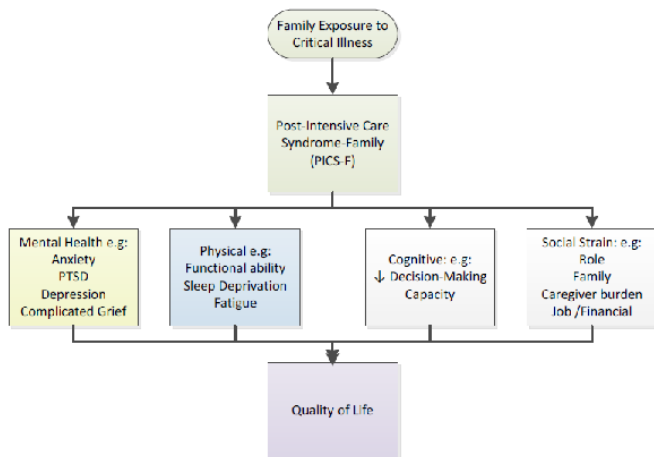 Family Exposure to
Critical Illness
Post-Intensive Care
Syndrome-Family
(PICS-F)
Mental Health e.g:
Anxiety
PTSD
Depression
Complicated Grief
Physical e.g:
Functional ability
Sleep Deprivation
Fatigue
Cognitive: e.g:
↓ Decision-Making
Capacity
Social Strain: e.g:
Role
Family
Caregiver burden
Job /Financial
Quality of Life